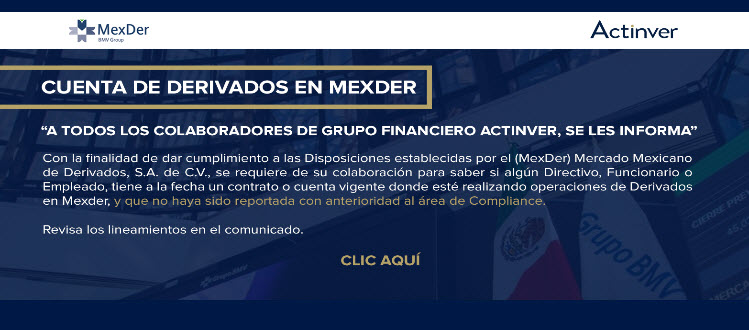 MexDer
BMV Group
Actinver
CUENTA DE DERIVADOS EN MEXDER
“A TODOS LOS COLABORADORES DE GRUPO FINANCIERO ACTINVER, SE LES INFORMA”
Con la finalidad de dar cumplimiento a las Disposiciones establecidas por el (MexDer) Mercado Mexicano
de Derivados, S.A. de C.V., se requiere de su colaboración para saber si algún Directivo, Funcionario o
Empleado, tiene a la fecha un contrato o cuenta vigente donde esté realizando operaciones de Derivados
en Mexder, y que no haya sido reportada con anterioridad al área de Compliance.
Revisa los lineamientos en el comunicado.
CLIC AQUÍ
Grupo BMV
CIERRE PREV
GrupoBMV